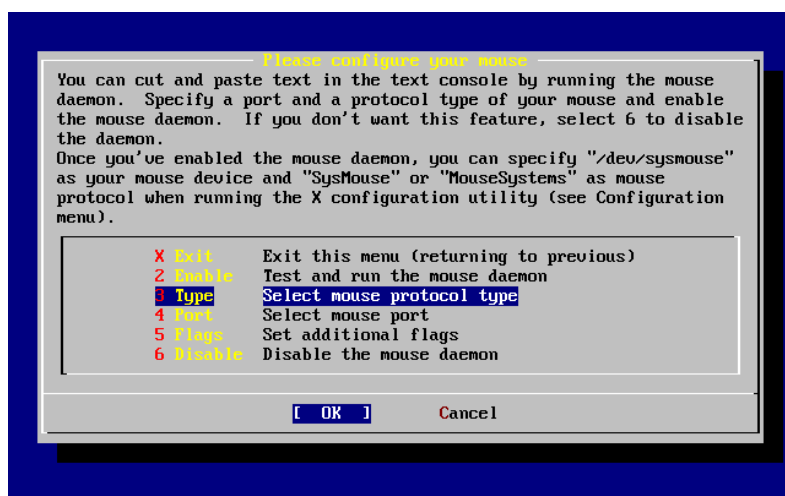 Please configure your mouse
You can cut and paste text in the text console by running the mouse
daemon.  Specify a port and a protocol type of your mouse and enable
the mouse daemon.  If you don't want this feature, select 6 to disable
the daemon.
Once you've enabled the mouse daemon, you can specify "/dev/sysmouse"
as your mouse device and "SysMouse" or "MouseSystems" as mouse
protocol when running the X configuration utility (see Configuration
menu).
X Exit Exit this menu (returning to previous)
2 Enable Test and run the mouse daemon
3 Type Select mouse protocol type
4 Port Select mouse port
5 Flags Set additional flags
6 Disable Disable the mouse daemon
[ OK ] Cancel